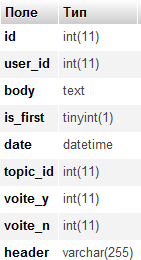 Поле Тип
id int(11)
user_id int(11)
body text
is_first tinyint(1)
date datetime
topic_id int(11)
voite_y int(11)
voite_n int(11)
header varchar(255)